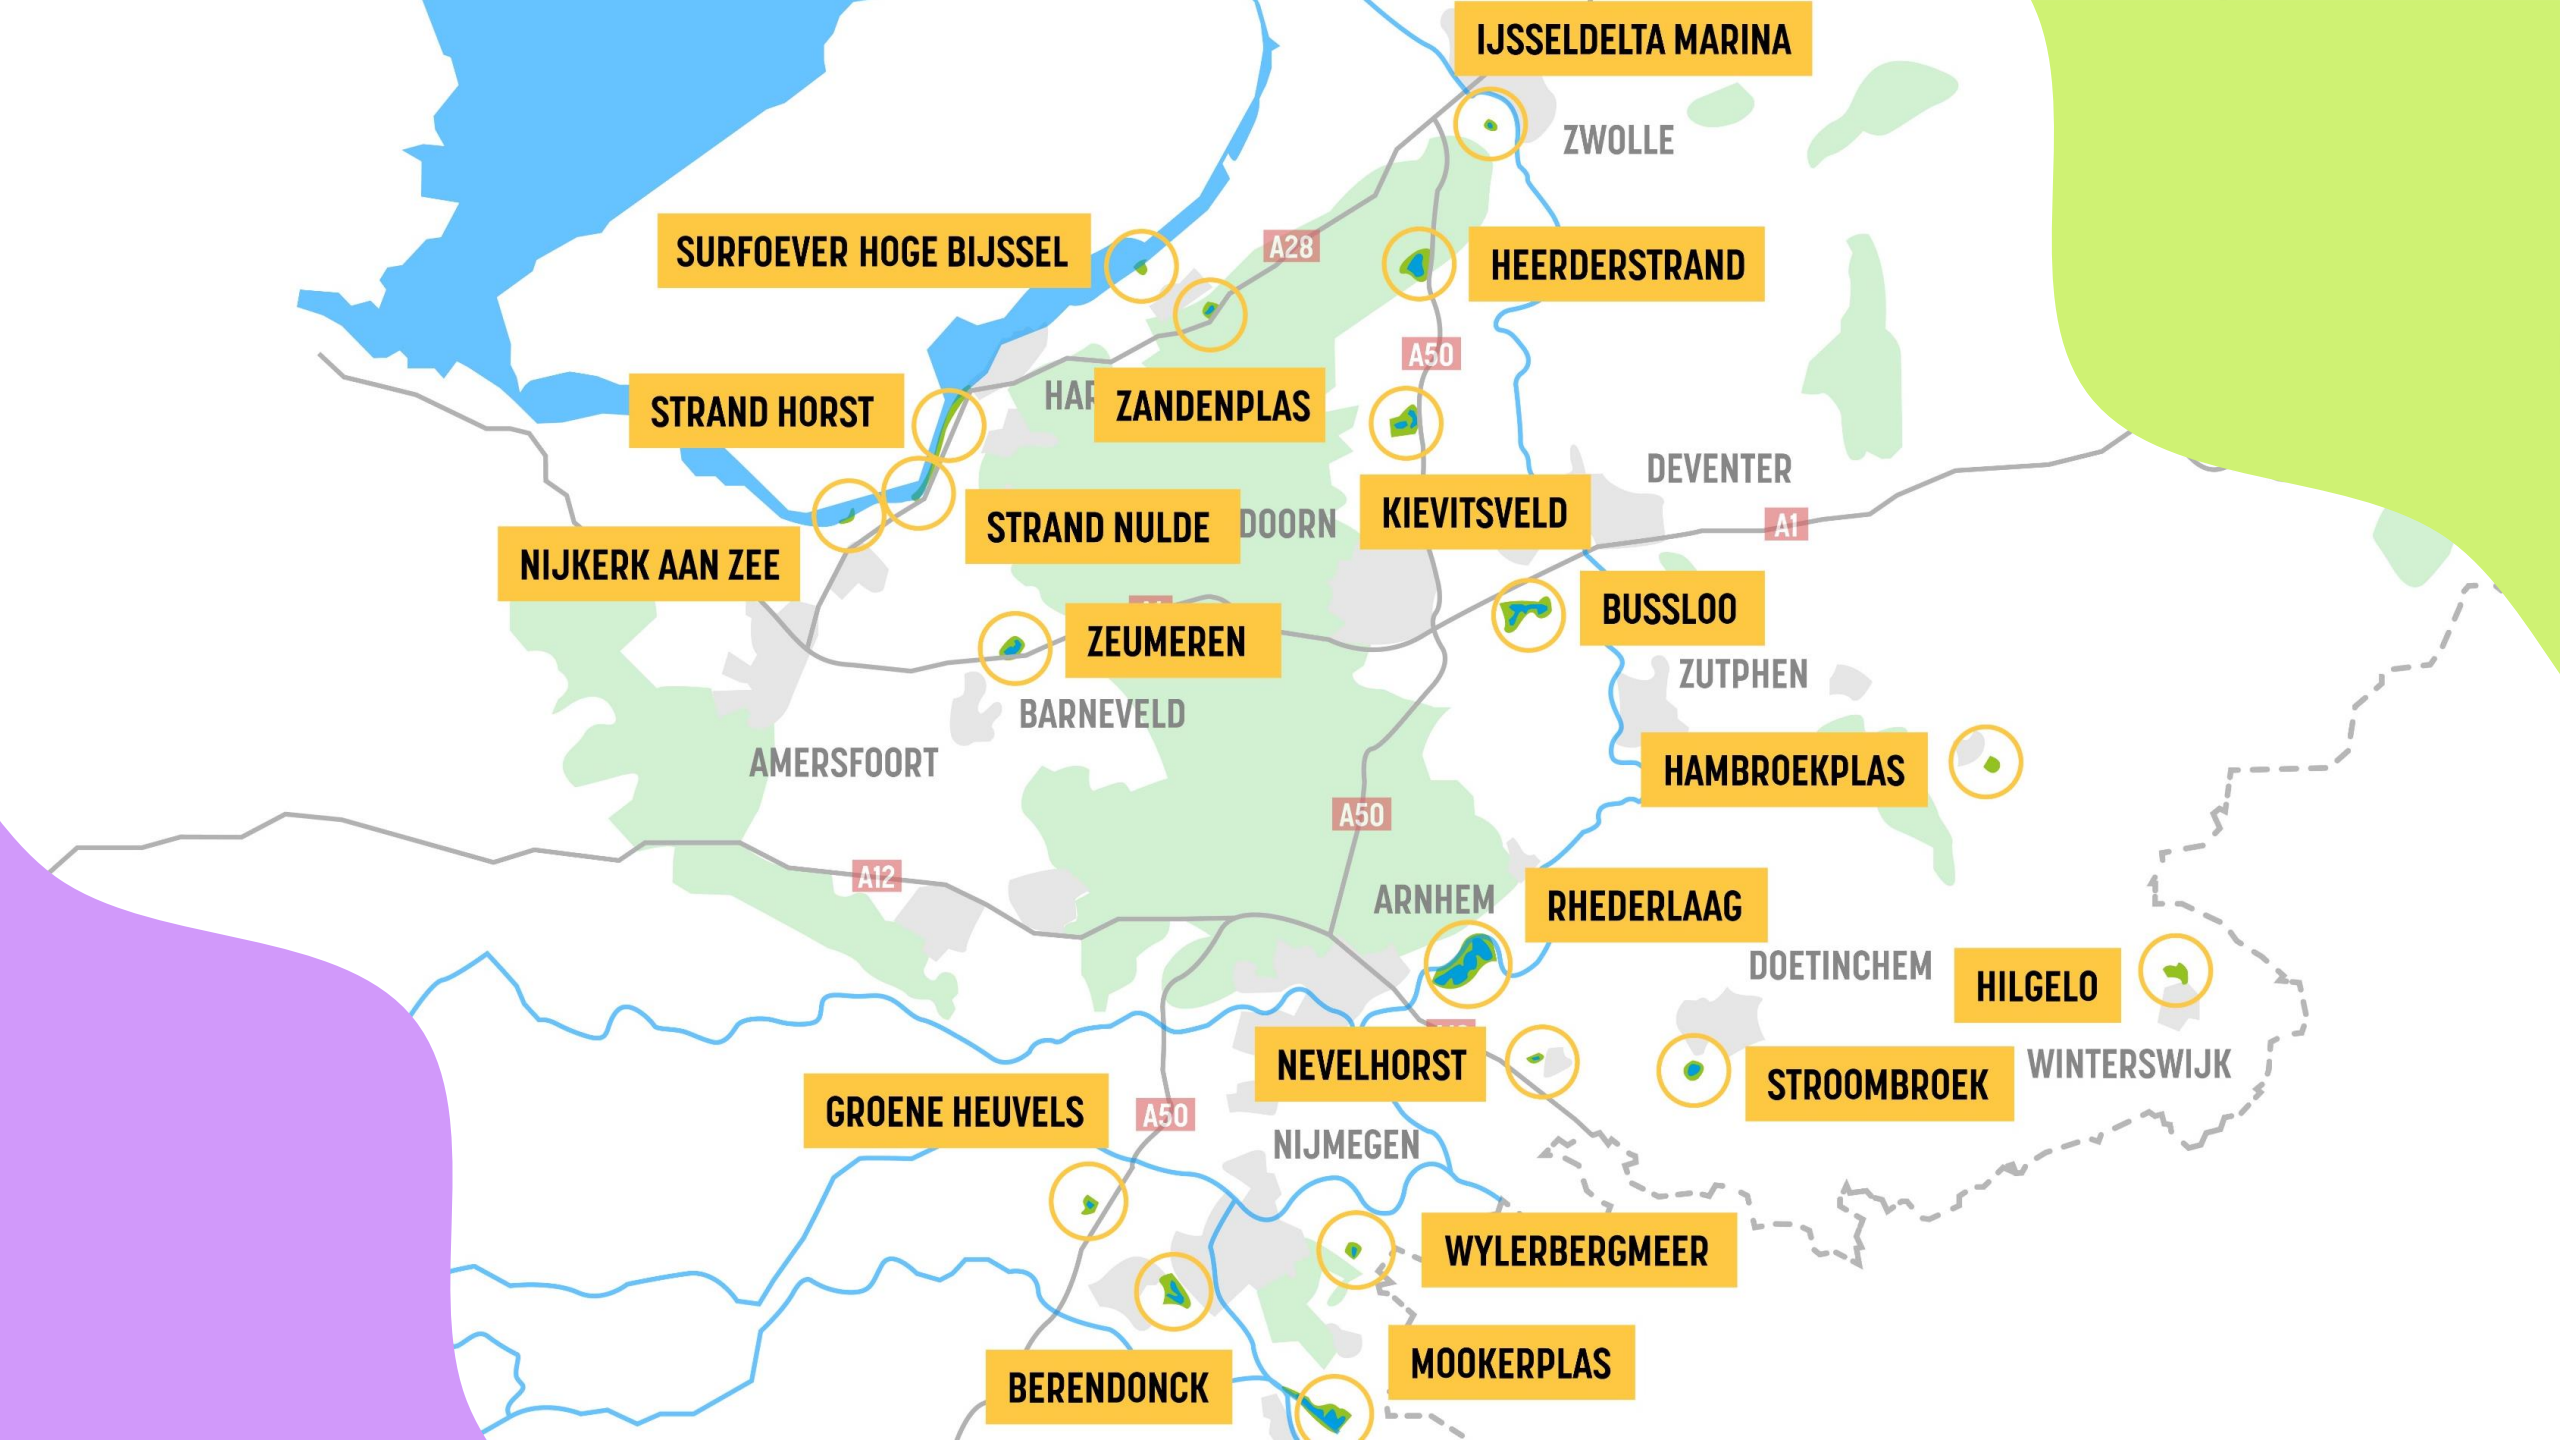 IJSSELDELTA MARINA
ZWOLLE
SURFOEVER HOGE BIJSSEL
A28
HEERDERSTRAND
A50
STRAND HORST
HAR
ZANDENPLAS
DEVENTER
KIEVITSVELD
STRAND NULDE
DOORN
A1
NIJKERK AAN ZEE
BUSSLOO
ZEUMEREN
ZUTPHEN
BARNEVELD
AMERSFOORT
HAMBROEKPLAS
A50
A12
ARNHEM
RHEDERLAAG
DOETINCHEM
HILGELO
NEVELHORST
WINTERSWIJK
STROOMBROEK
GROENE HEUVELS
A50
NIJMEGEN
WYLERBERGMEER
MOOKERPLAS
BERENDONCK